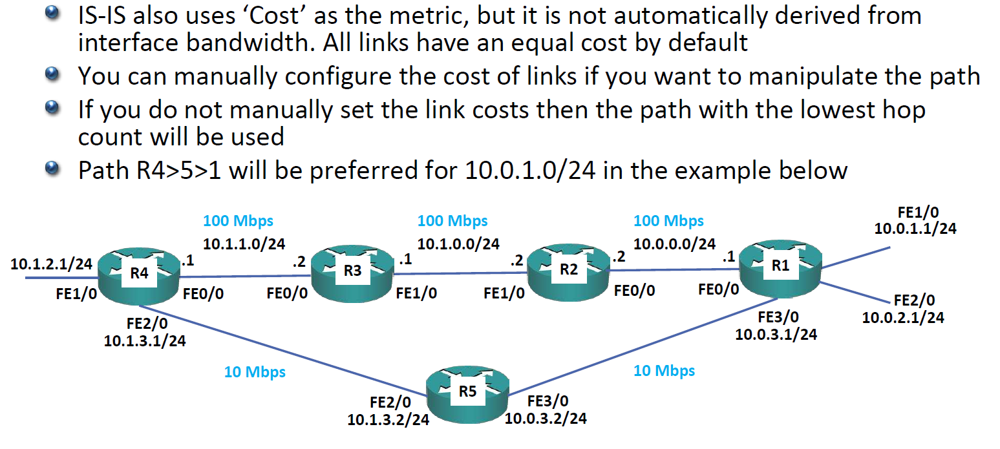 IS-IS also uses ‘Cost’ as the metric, but it is not automatically derived from
interface bandwidth. All links have an equal cost by default
You can manually configure the cost of links if you want to manipulate the path
If you do not manually set the link costs then the path with the lowest hop
count will be used
Path R4>5>1 will be preferred for 10.0.1.0/24 in the example below
100 Mbps
10.1.1.0/24
100 Mbps
10.1.0.0/24
100 Mbps
10.0.0.0/24
FE1/0
10.0.1.1/24
10.1.2.1/24
R4
.1
.2
R3
.1
.2
R2
.2
.1
R1
FE1/0
FE0/0
FE0/0
FE1/0
FE1/0
FE0/0
FE0/0
FE2/0
10.0.2.1/24
FE2/0
10.1.3.1/24
FE3/0
10.0.3.1/24
10 Mbps
10 Mbps
R5
FE2/0
10.1.3.2/24
FE3/0
10.0.3.2/24